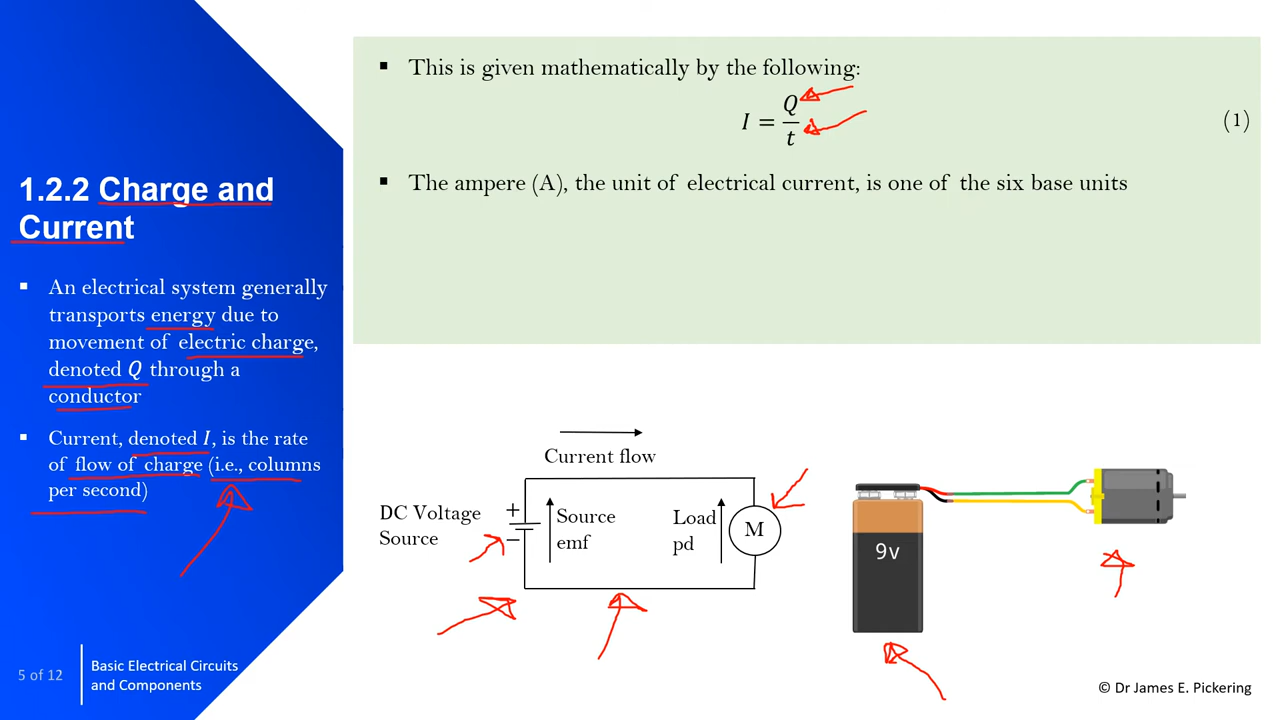 1.2.2 Charge and
Current
▪ An electrical system generally
transports energy due to
movement of electric charge,
denoted Q through a
conductor
▪ Current, denoted I, is the rate
of flow of charge (i.e., columns
per second)
5 of 12
Basic Electrical Circuits
and Components
▪ This is given mathematically by the following:
I = Q/t (1)
▪ The ampere (A), the unit of electrical current, is one of the six base units
Current flow
DC Voltage
Source
+
−
Source
emf
Load
pd
M
9v
© Dr James E. Pickering